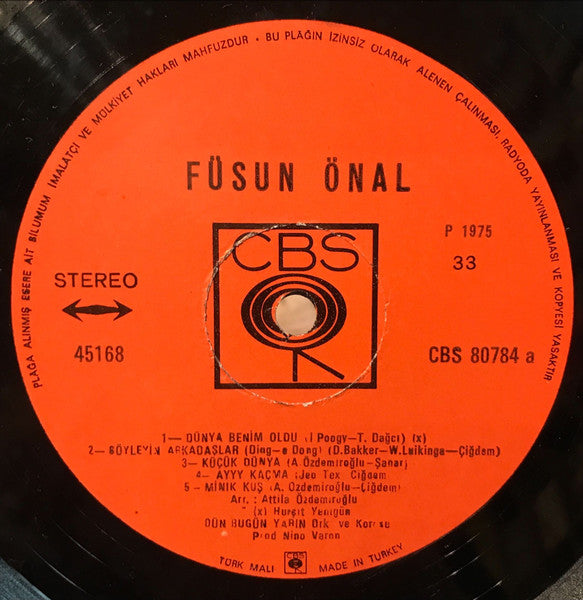 PLAĞA ALINMIŞ ESERE AİT BİLUMUM İMALATÇI VE MÜLKİYET HAKLARI MAHFUZDUR • BU PLAĞIN İZİNSİZ OLARAK ALENEN ÇALINMASI, RADYODA YAYINLANMASI VE KOPYESİ YASAKTIR
FÜSUN ÖNAL
CBS
P 1975
33
STEREO
45168
CBS 80784 a
1— DÜNYA BENİM OLDU (I Poogy—T. Dağcı) (x)
2— SÖYLEYİN ARKADAŞLAR (Ding-e Dong) (D.Bakker—W.Luikinga—Çiğdem)
3— KÜÇÜK DÜNYA (A.Özdemiroğlu—Şanar)
4— AYYY KAÇMA (Jeo Tex Çiğdem
5— MİNİK KUŞ (A. Özdemiroğlu—Çiğdem)
Arr. : Attila Özdemiroğlu
(x) Hurşit Yenigün
DÜN BUGÜN YARIN Ork ve Korosu
Prod Nino Varon
CBS
TÜRK MALI
MADE IN TURKEY